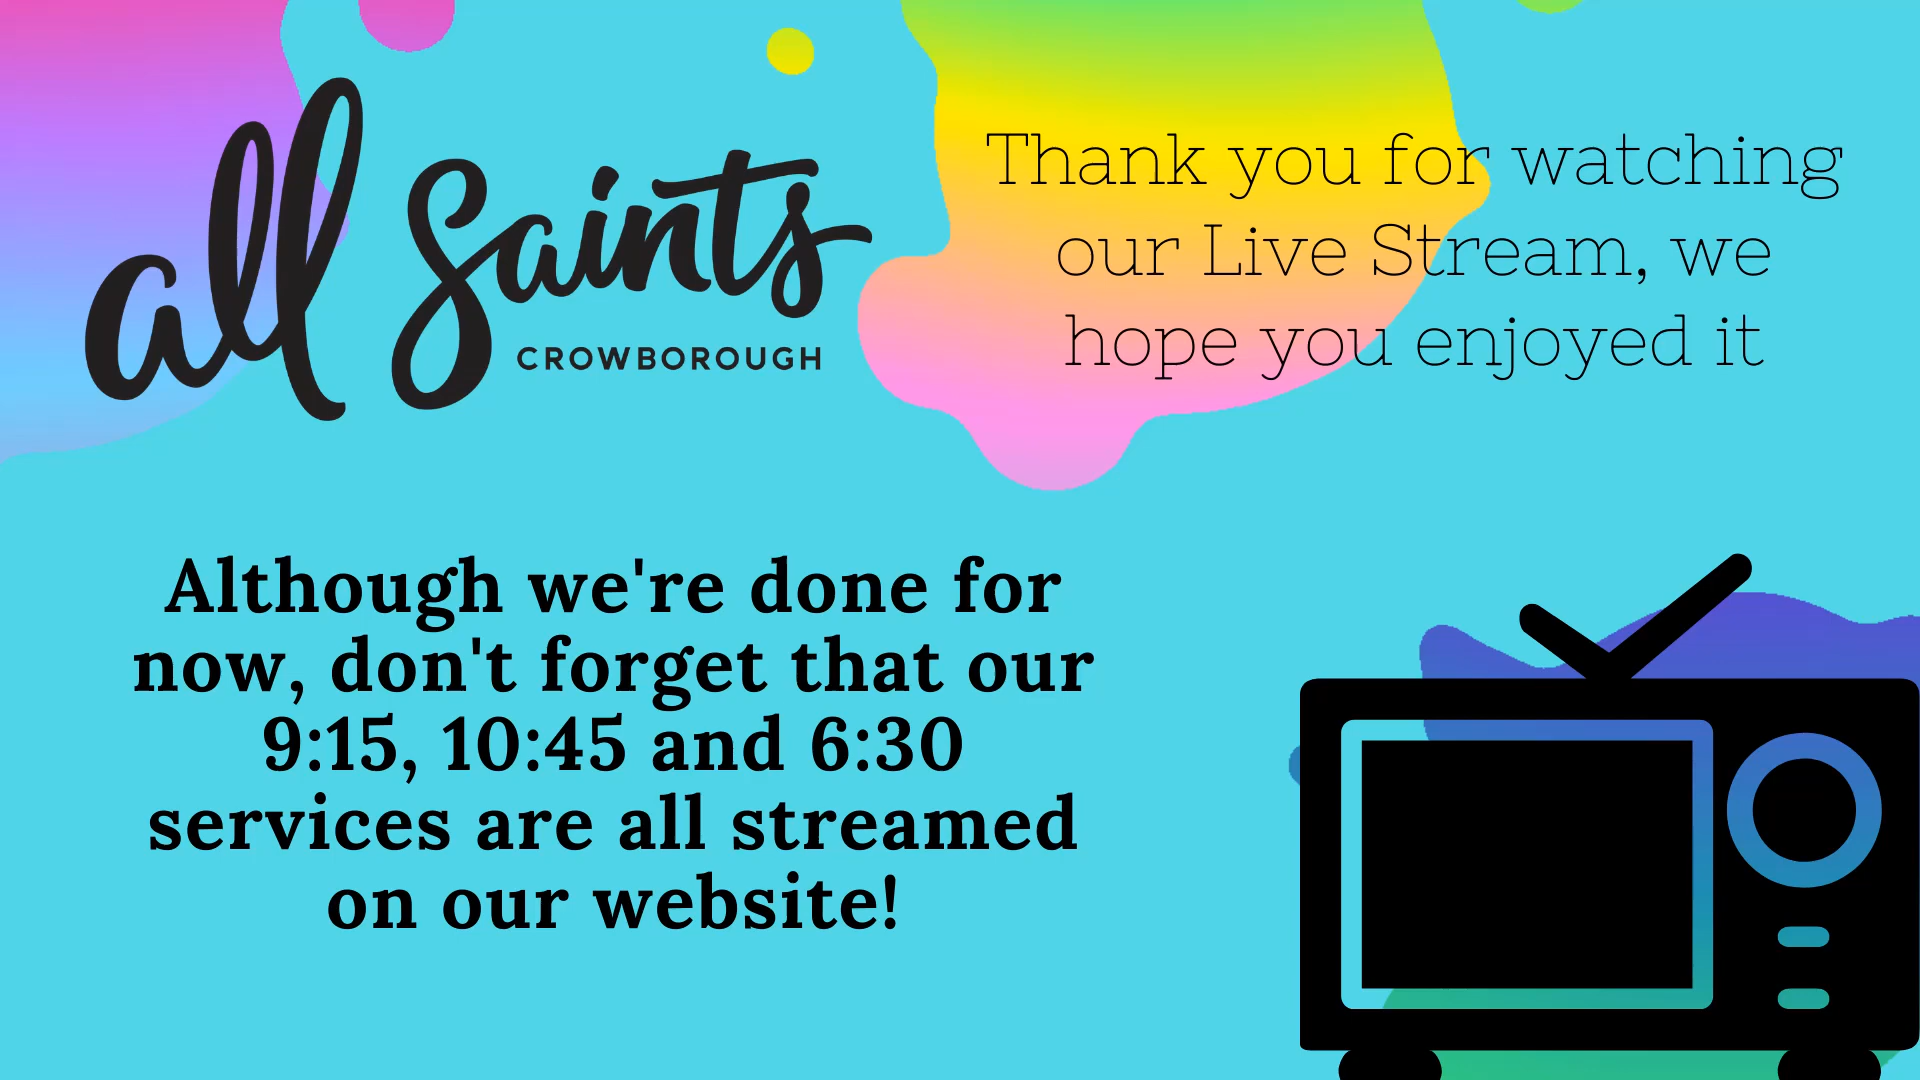 all Saints
CROWBOROUGH
Thank you for watching
our Live Stream, we
hope you enjoyed it
Although we're done for
now, don't forget that our
9:15, 10:45 and 6:30
services are all streamed
on our website!